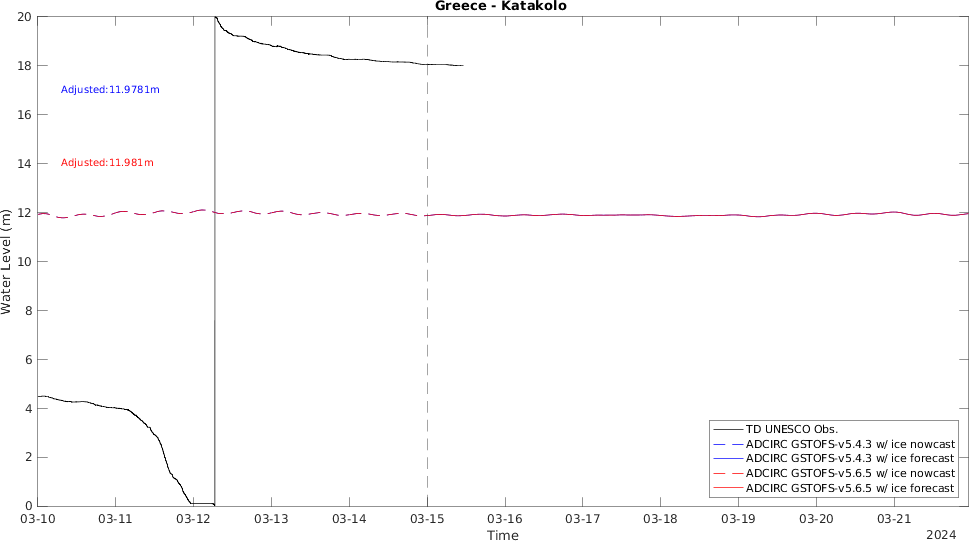 Greece - Katakolo
20
18
16
14
12
10
8
6
4
2
0
Water Level (m)
Adjusted:11.9781m
Adjusted:11.981m
TD UNESCO Obs.
ADCIRC GSTOFS-v5.4.3 w/ ice nowcast
ADCIRC GSTOFS-v5.4.3 w/ ice forecast
ADCIRC GSTOFS-v5.6.5 w/ ice nowcast
ADCIRC GSTOFS-v5.6.5 w/ ice forecast
03-10 03-11 03-12 03-13 03-14 03-15 03-16 03-17 03-18 03-19 03-20 03-21
Time
2024